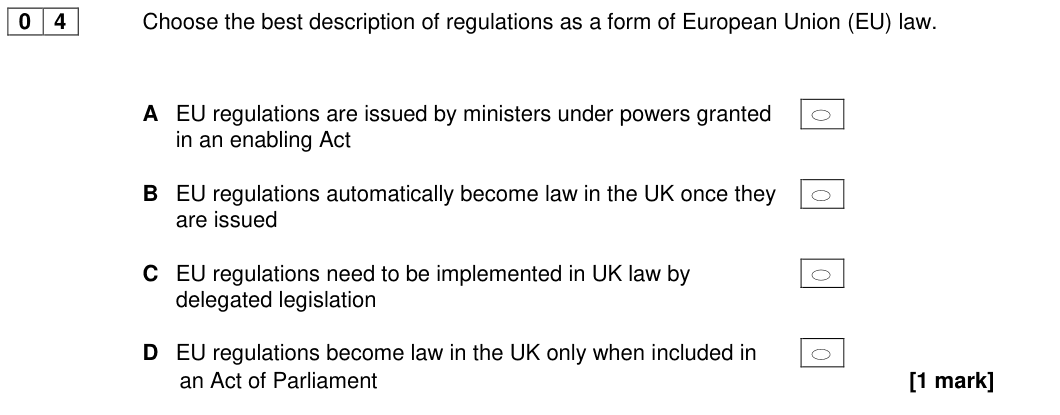 0 4 Choose the best description of regulations as a form of European Union (EU) law.
A EU regulations are issued by ministers under powers granted
in an enabling Act
B EU regulations automatically become law in the UK once they
are issued
C EU regulations need to be implemented in UK law by
delegated legislation
D EU regulations become law in the UK only when included in
an Act of Parliament [1 mark]